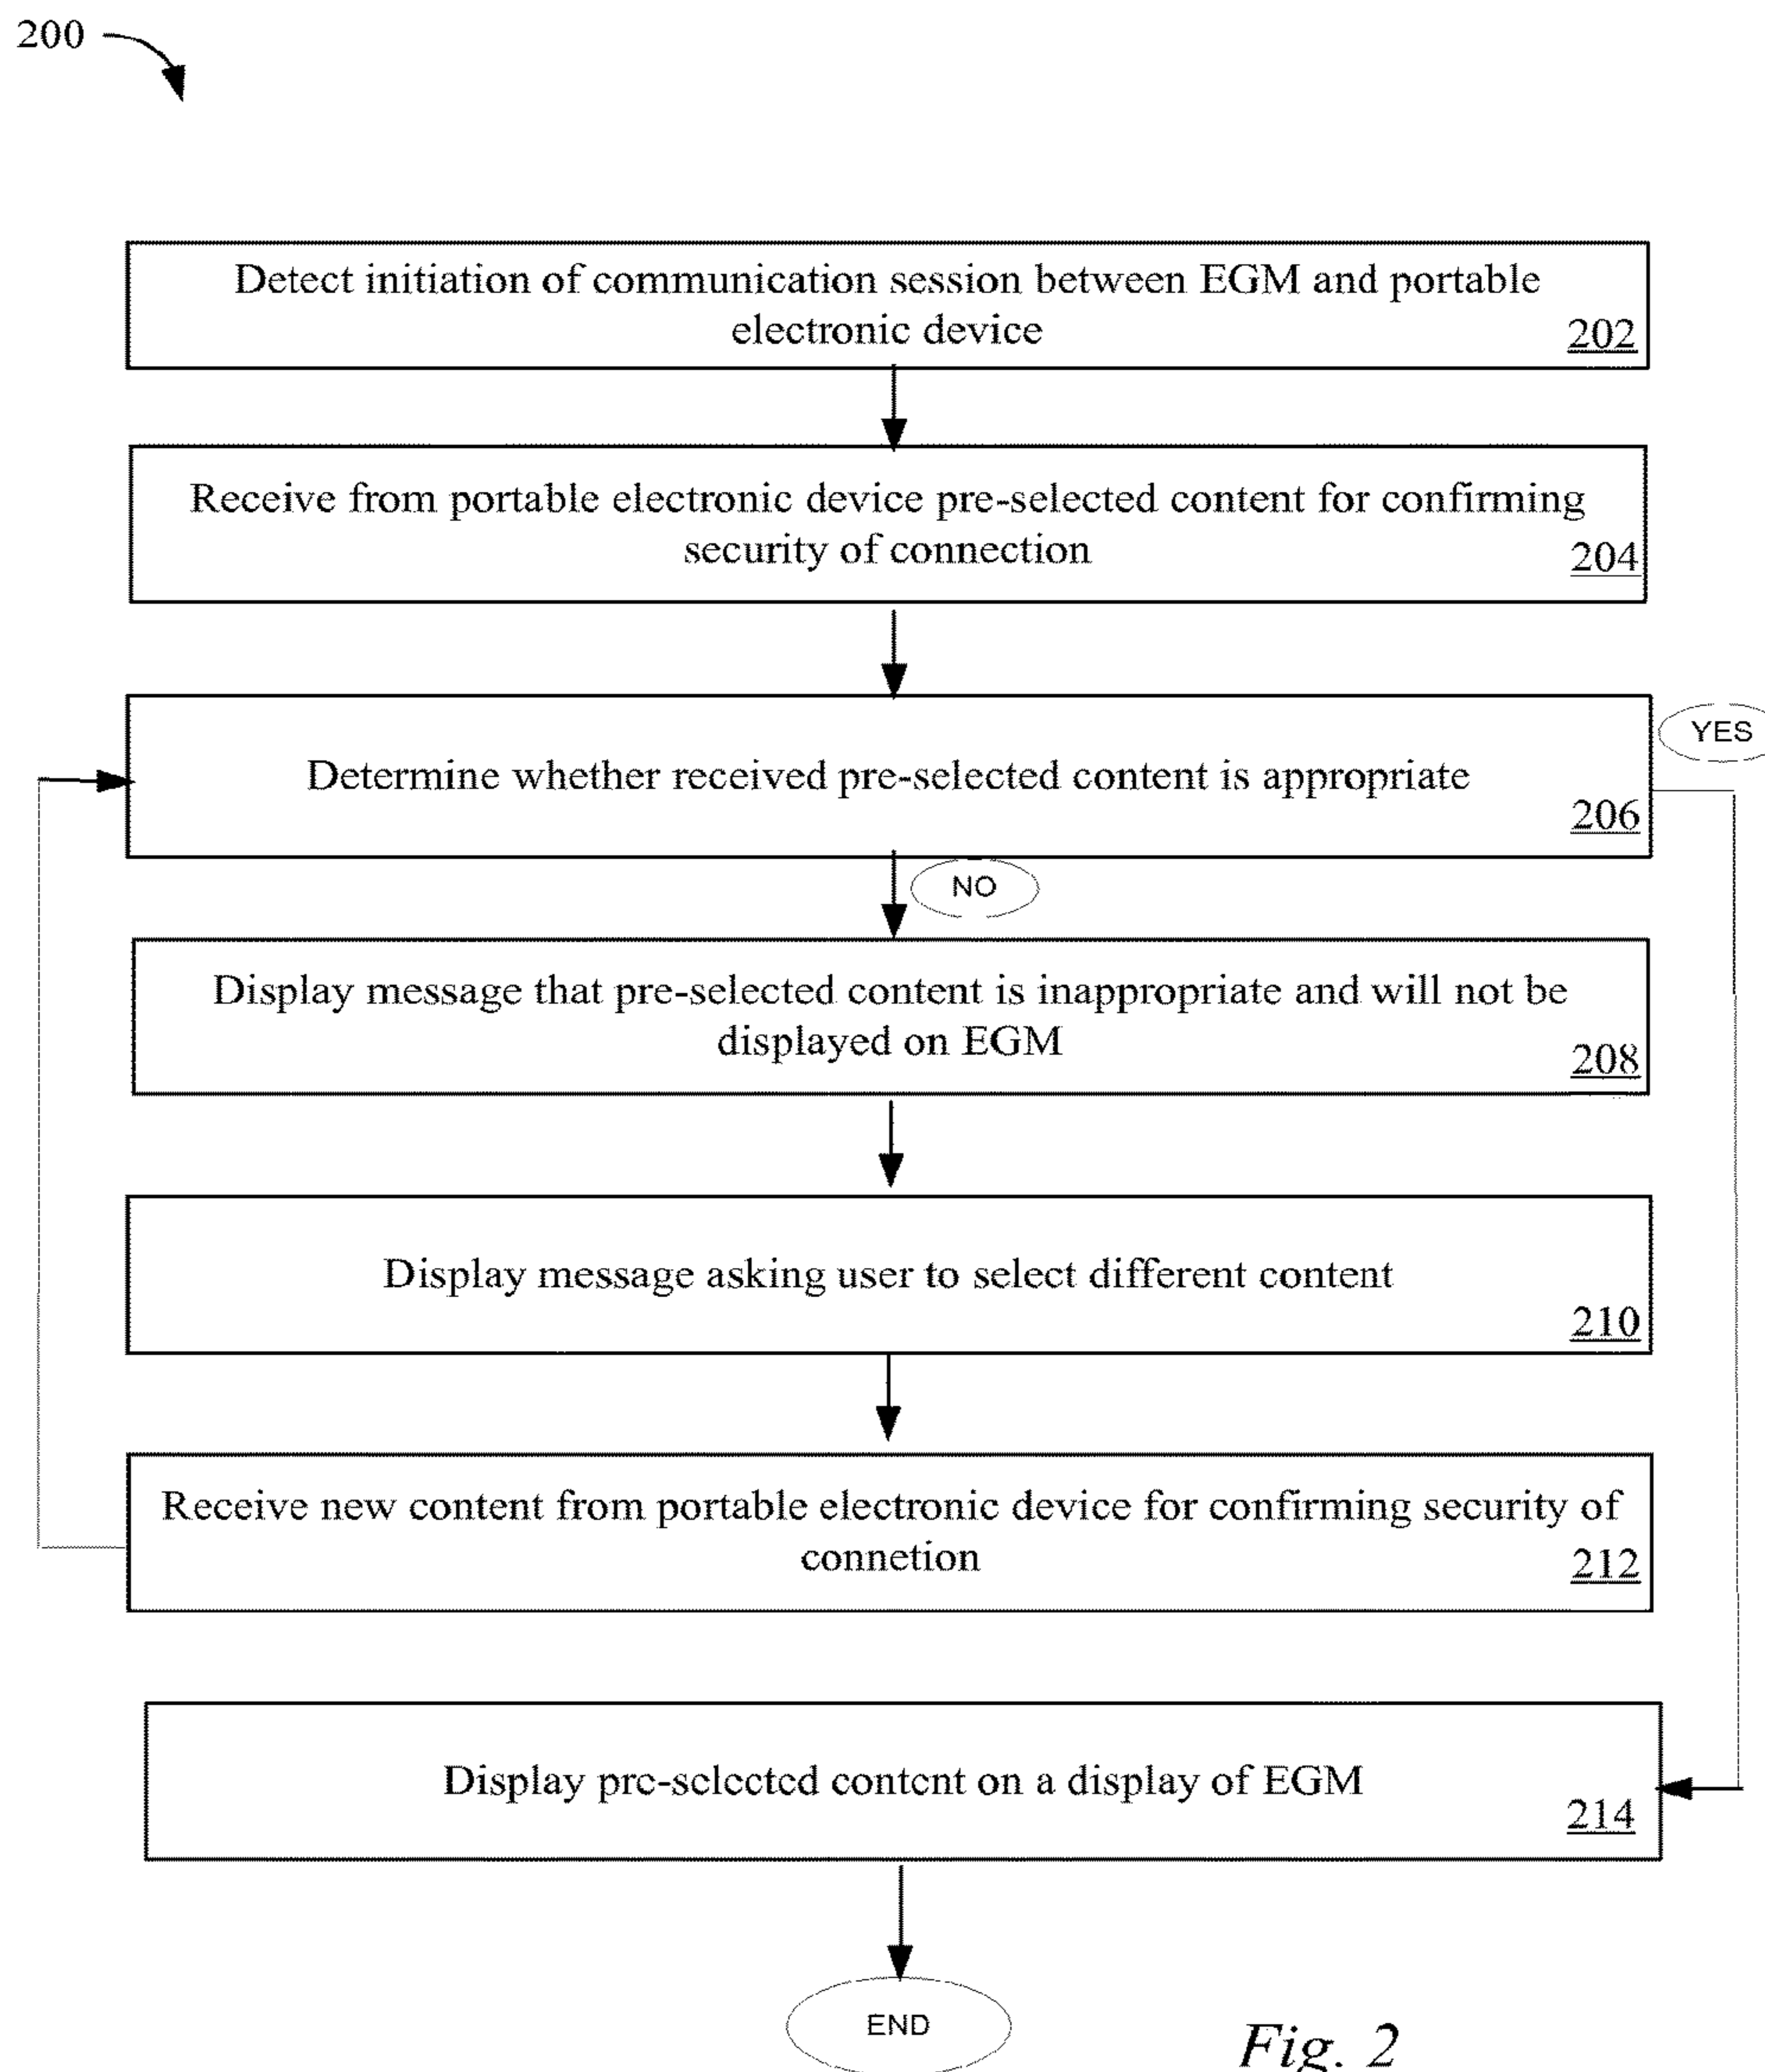 200
Detect initiation of communication session between EGM and portable
electronic device
202
Receive from portable electronic device pre-selected content for confirming
security of connection
204
Determine whether received pre-selected content is appropriate
206
YES
NO
Display message that pre-selected content is inappropriate and will not be
displayed on EGM
208
Display message asking user to select different content
210
Receive new content from portable electronic device for confirming security of
connetion
212
Display pre-selected content on a display of EGM
214
END
Fig. 2